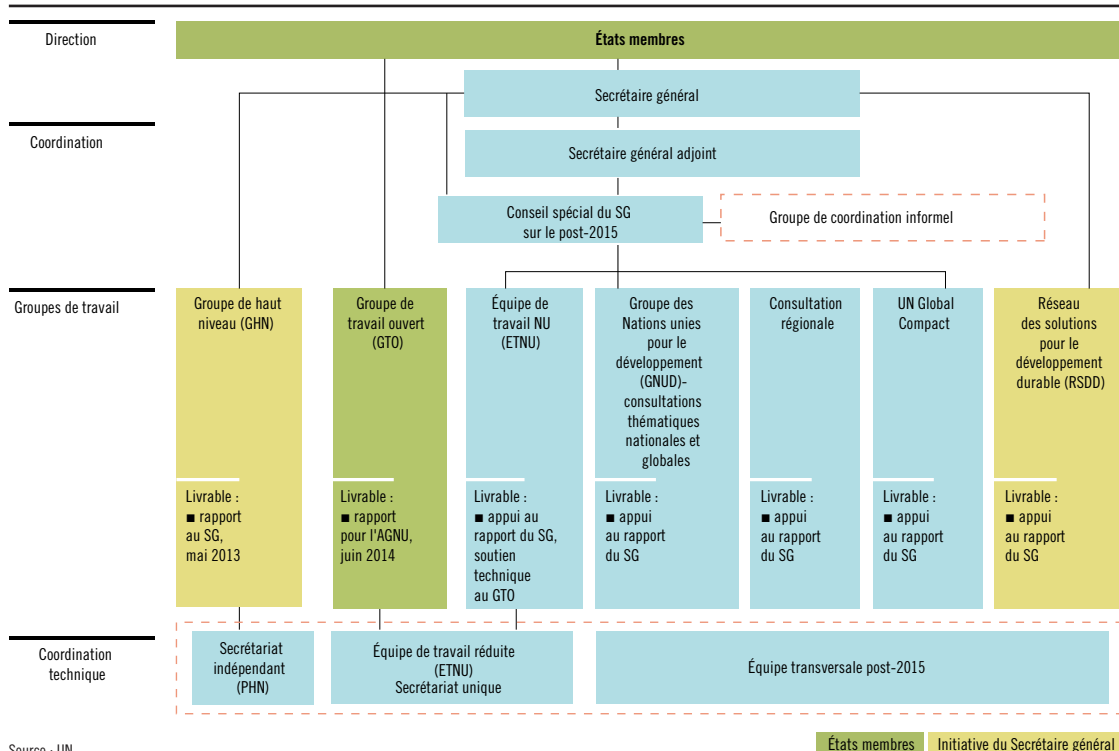 Direction
États membres
Secrétaire général
Coordination
Secrétaire général adjoint
Conseil spécial du SG
sur le post-2015
Groupe de coordination informel
Groupes de travail
Groupe de haut
niveau (GHN)
Livrable :
■ rapport
au SG,
mai 2013
Groupe de
travail ouvert
(GTO)
Livrable :
■ rapport
pour l'AGNU,
juin 2014
Équipe de
travail NU
(ETNU)
Livrable :
■ appui au
rapport du SG,
soutien
technique
au GTO
Groupe des
Nations unies
pour le
développement
(GNUD)-
consultations
thématiques
nationales et
globales
Livrable :
■ appui
au rapport
du SG
Consultation
régionale
Livrable :
■ appui
au rapport
du SG
UN Global
Compact
Livrable :
■ appui
au rapport
du SG
Réseau
des solutions
pour le
développement
durable (RSDD)
Livrable :
■ appui
au rapport
du SG
Coordination
technique
Secrétariat
indépendant
(PHN)
Équipe de travail réduite
(ETNU)
Secrétariat unique
Équipe transversale post-2015
États membres
Initiative du Secrétaire général
Source : UN